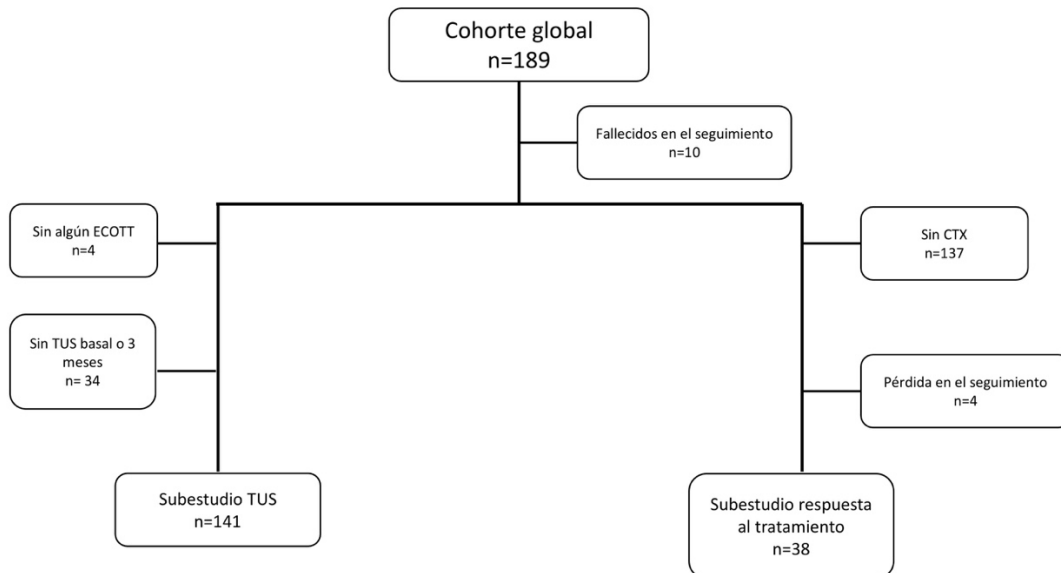 Cohorte global
n=189
Fallecidos en el seguimiento
n=10
Sin algún ECOTT
n=4
Sin CTX
n=137
Sin TUS basal o 3
meses
n= 34
Pérdida en el seguimiento
n=4
Subestudio TUS
n=141
Subestudio respuesta
al tratamiento
n=38